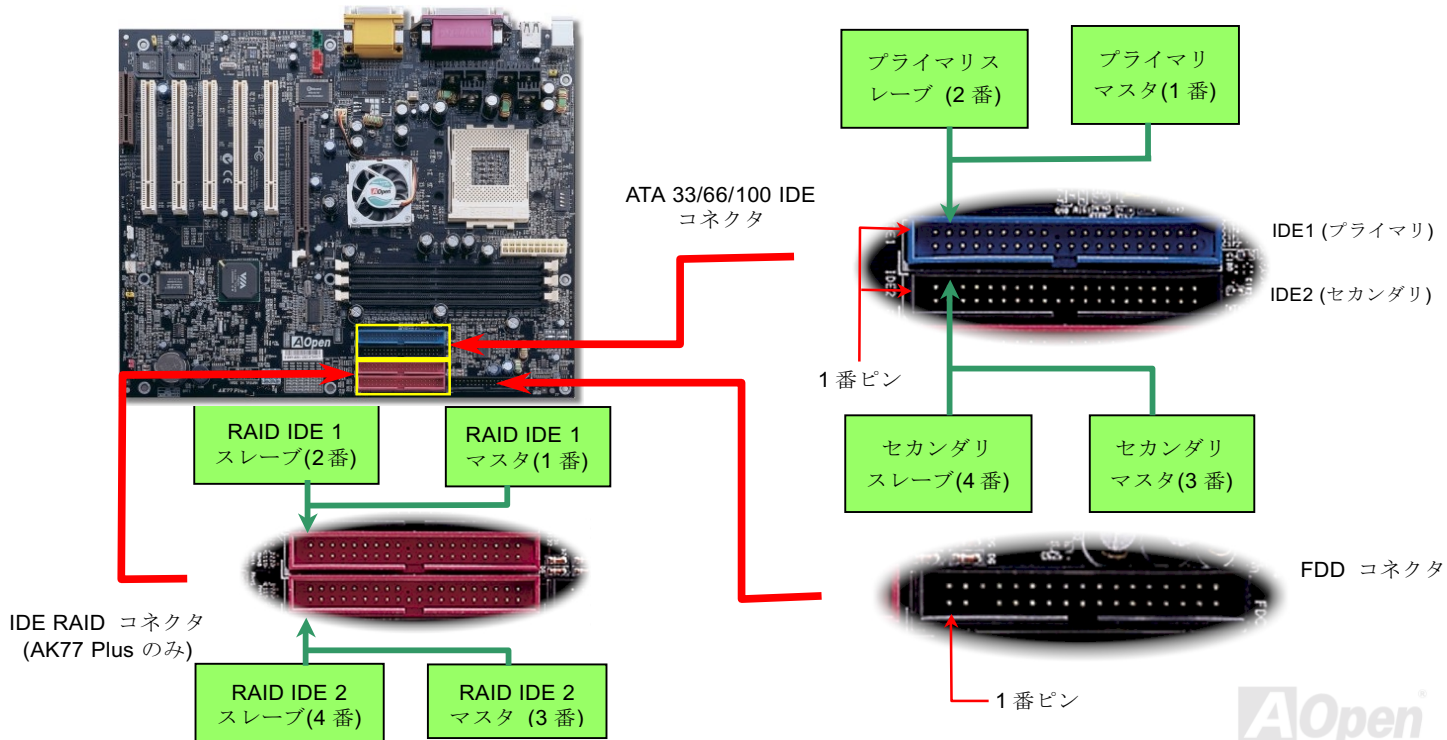 プライマリス
レーブ (2 番)
プライマリ
マスタ(1 番)
ATA 33/66/100 IDE
コネクタ
IDE1 (プライマリ)
IDE2 (セカンダリ)
IDE2
1 番ピン
セカンダリ
スレーブ(4 番)
セカンダリ
マスタ(3 番)
AOpen
VIA
AOpen
AK77 Plus
RAID IDE 1
スレーブ(2 番)
RAID IDE 1
マスタ(1 番)
IDE RAID コネクタ
(AK77 Plus のみ)
RAID IDE 2
スレーブ(4 番)
RAID IDE 2
マスタ (3 番)
FDD コネクタ
1 番ピン
AOpen